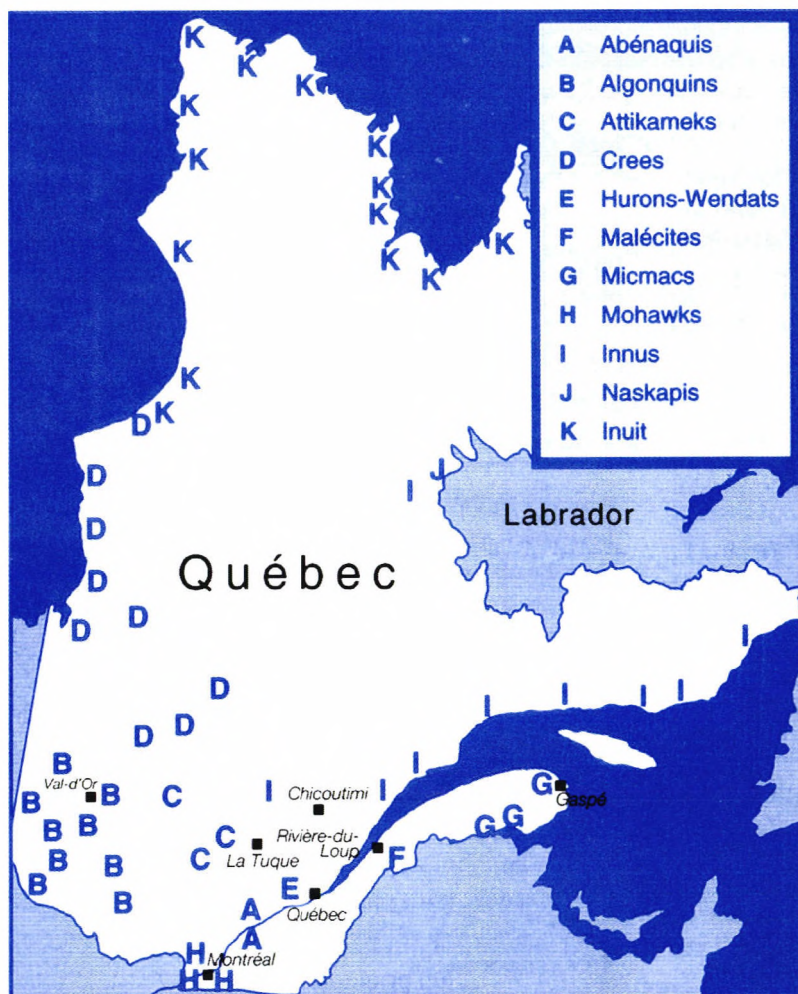 A Abénaquis
B Algonquins
C Attikameks
D Crees
E Hurons-Wendats
F Malécites
G Micmacs
H Mohawks
I Innus
J Naskapis
K Inuit
K
K
K
K
K
K
K
K
K
K
K
K
K
K
D
J
D
I
Labrador
D
Québec
D
D
D
I
D
I
I
I
I
D
D
B
I
Val-d'Or
G
Gaspé
I
I
Chicoutimi
B
B
C
B
G
G
B
C
La Tuque
Rivière-du-
Loup
F
C
B
B
B
E
Québec
B
A
A
H
Montréal
H
H